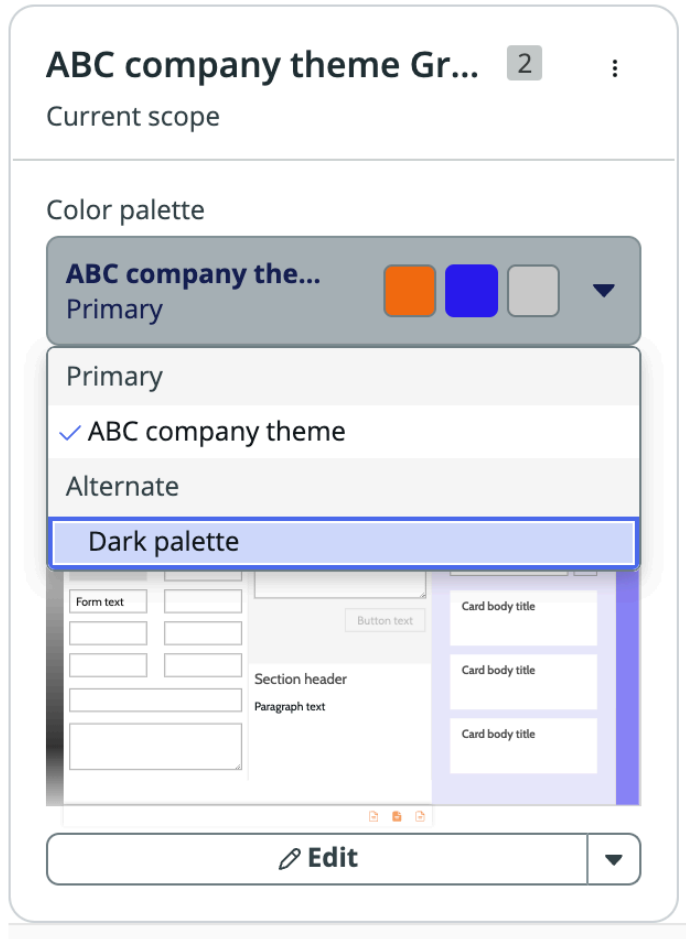 ABC company theme Gr...
2
Current scope
Color palette
ABC company the...
Primary
Primary
ABC company theme
Alternate
Dark palette
Form text
Button text
Section header
Paragraph text
Card body title
Card body title
Card body title
Edit